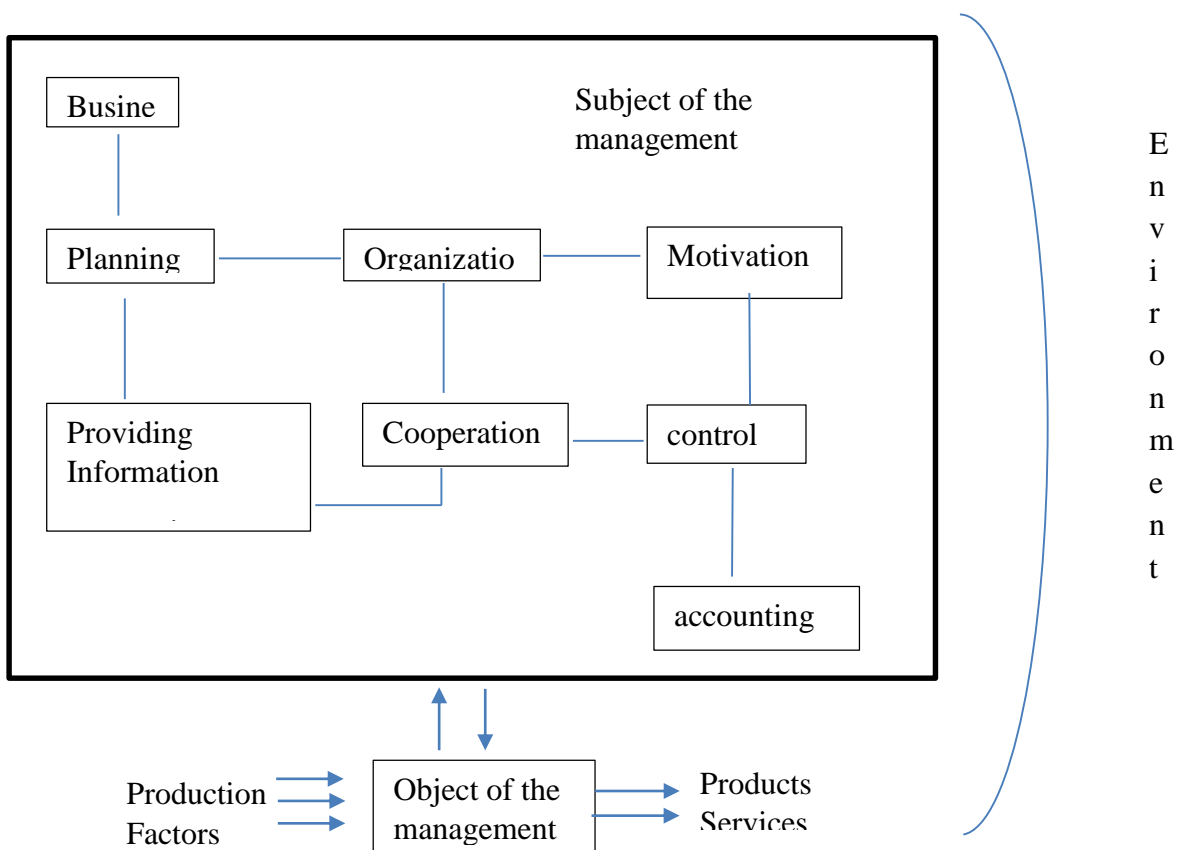 Busine
Subject of the
management
Planning
Organizatio
Motivation
Providing
Information
Cooperation
control
accounting
Environment
Production
Factors
Object of the
management
Products
Services